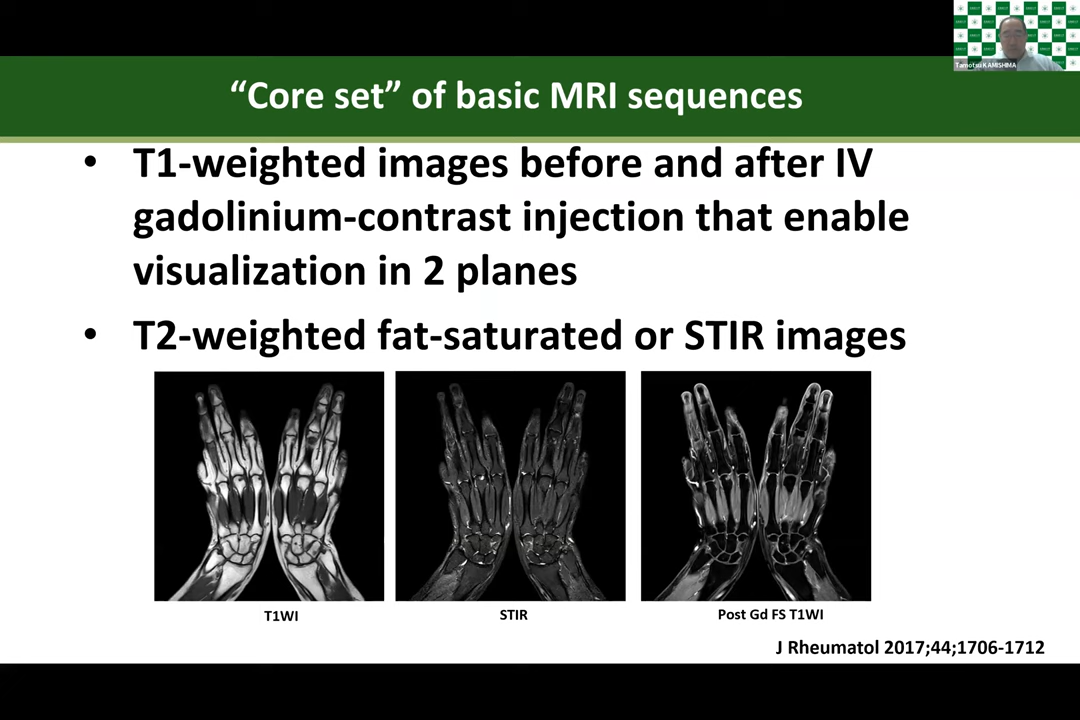 Tamotsu KAMISHIMA
“Core set” of basic MRI sequences
• T1-weighted images before and after IV
gadolinium-contrast injection that enable
visualization in 2 planes
• T2-weighted fat-saturated or STIR images
T1WI
STIR
Post Gd FS T1WI
J Rheumatol 2017;44;1706-1712